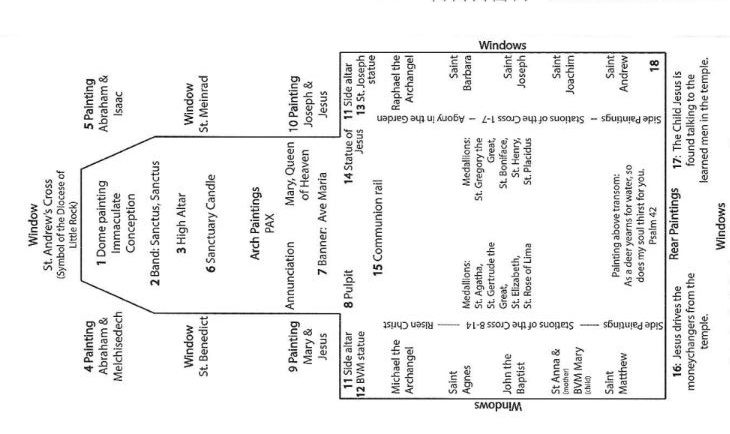 Window
St. Andrew's Cross
(Symbol of the Diocese of
Little Rock)
4 Painting
Abraham &
Melchisedech
1 Dome painting
Immaculate
Conception
5 Painting
Abraham &
Isaac
2 Band: Sanctus, Sanctus
3 High Altar
Window
St. Benedict
6 Sanctuary Candle
Window
St. Meinrad
Arch Paintings
PAX
Annunciation
Mary, Queen
of Heaven
7 Banner: Ave Maria
9 Painting
Mary &
Jesus
10 Painting
Joseph &
Jesus
8 Pulpit
14 Statue of
Jesus
11 Side altar
12 BVM statue
11 Side altar
13 St. Joseph
statue
15 Communion rail
Windows
Michael the
Archangel
Saint
Agnes
John the
Baptist
St Anna &
(mother)
BVM Mary
(child)
Saint
Matthew
Side Paintings — Stations of the Cross 8-14 — Risen Christ
Medallions:
St. Agatha,
St. Gertrude the
Great,
St. Elizabeth,
St. Rose of Lima
Medallions:
St. Gregory the
Great,
St. Boniface,
St. Henry,
St. Placidus
Painting above transom:
As a deer yearns for water, so
does my soul thirst for you.
Psalm 42
Side Paintings – Stations of the Cross 1-7 – Agony in the Garden
Raphael the
Archangel
Saint
Barbara
Saint
Joseph
Saint
Joachim
Saint
Andrew
18
Windows
Rear Paintings
16: Jesus drives the
moneychangers from the
temple.
17: The Child Jesus is
found talking to the
learned men in the temple.
Windows